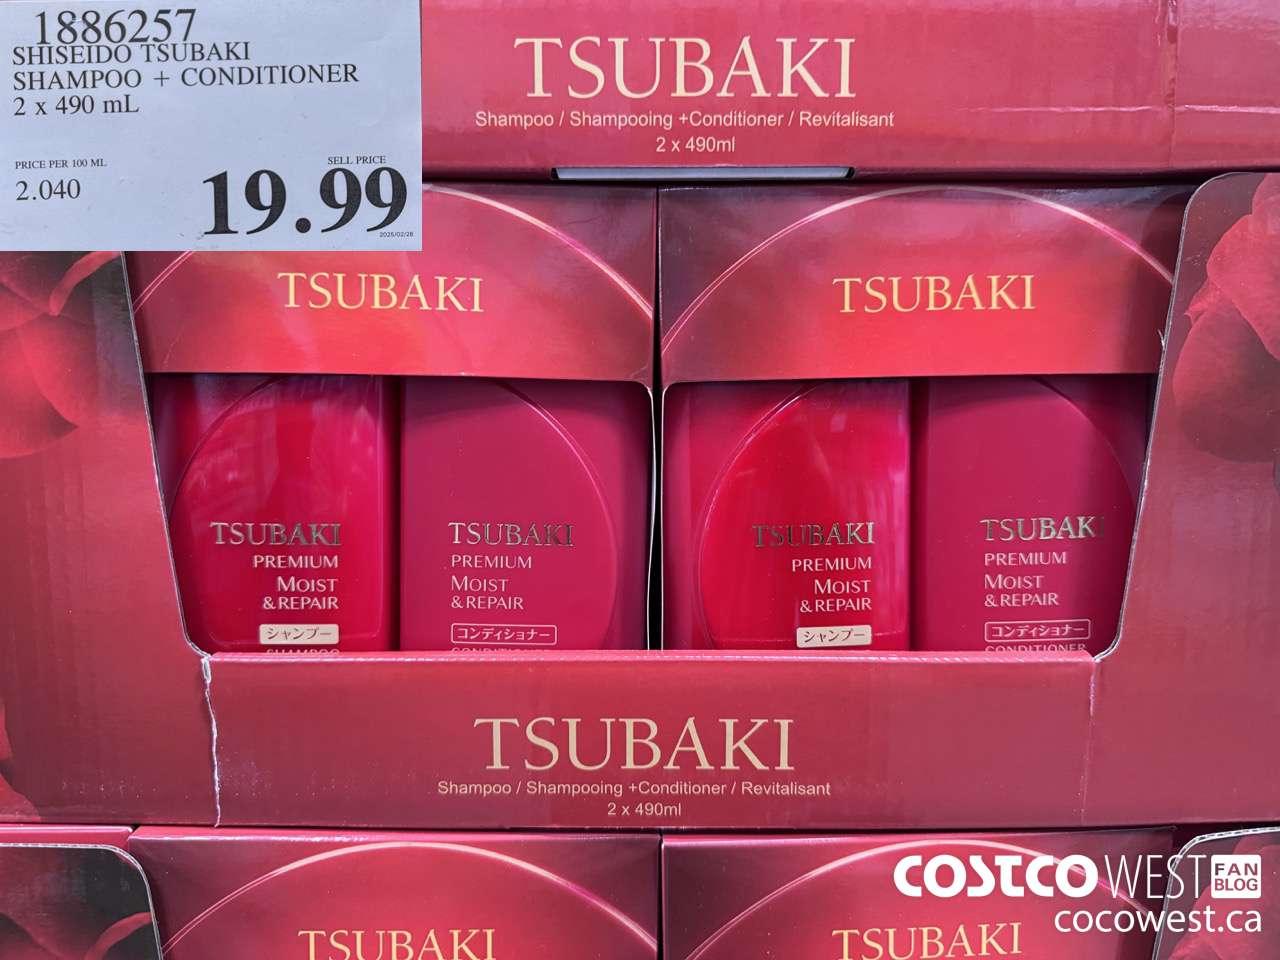 1886257
SHISEIDO TSUBAKI
SHAMPOO + CONDITIONER
2 x 490 mL
PRICE PER 100 ML
2.040
SELL PRICE
19.99
2025/02/28
TSUBAKI
Shampoo / Shampooing +Conditioner / Revitalisant
2 x 490ml
TSUBAKI
TSUBAKI
TSUBAKI
PREMIUM
MOIST
&REPAIR
シャンプー
SHAMPOO
TSUBAKI
PREMIUM
MOIST
&REPAIR
コンディショナー
CONDITIONER
TSUBAKI
PREMIUM
MOIST
&REPAIR
シャンプー
TSUBAKI
PREMIUM
MOIST
&REPAIR
コンディショナー
CONDITIONER
TSUBAKI
Shampoo / Shampooing +Conditioner / Revitalisant
2 x 490ml
TSUBAKI
TSUBAKI
COSTCO WEST FAN BLOG
cocowest.ca